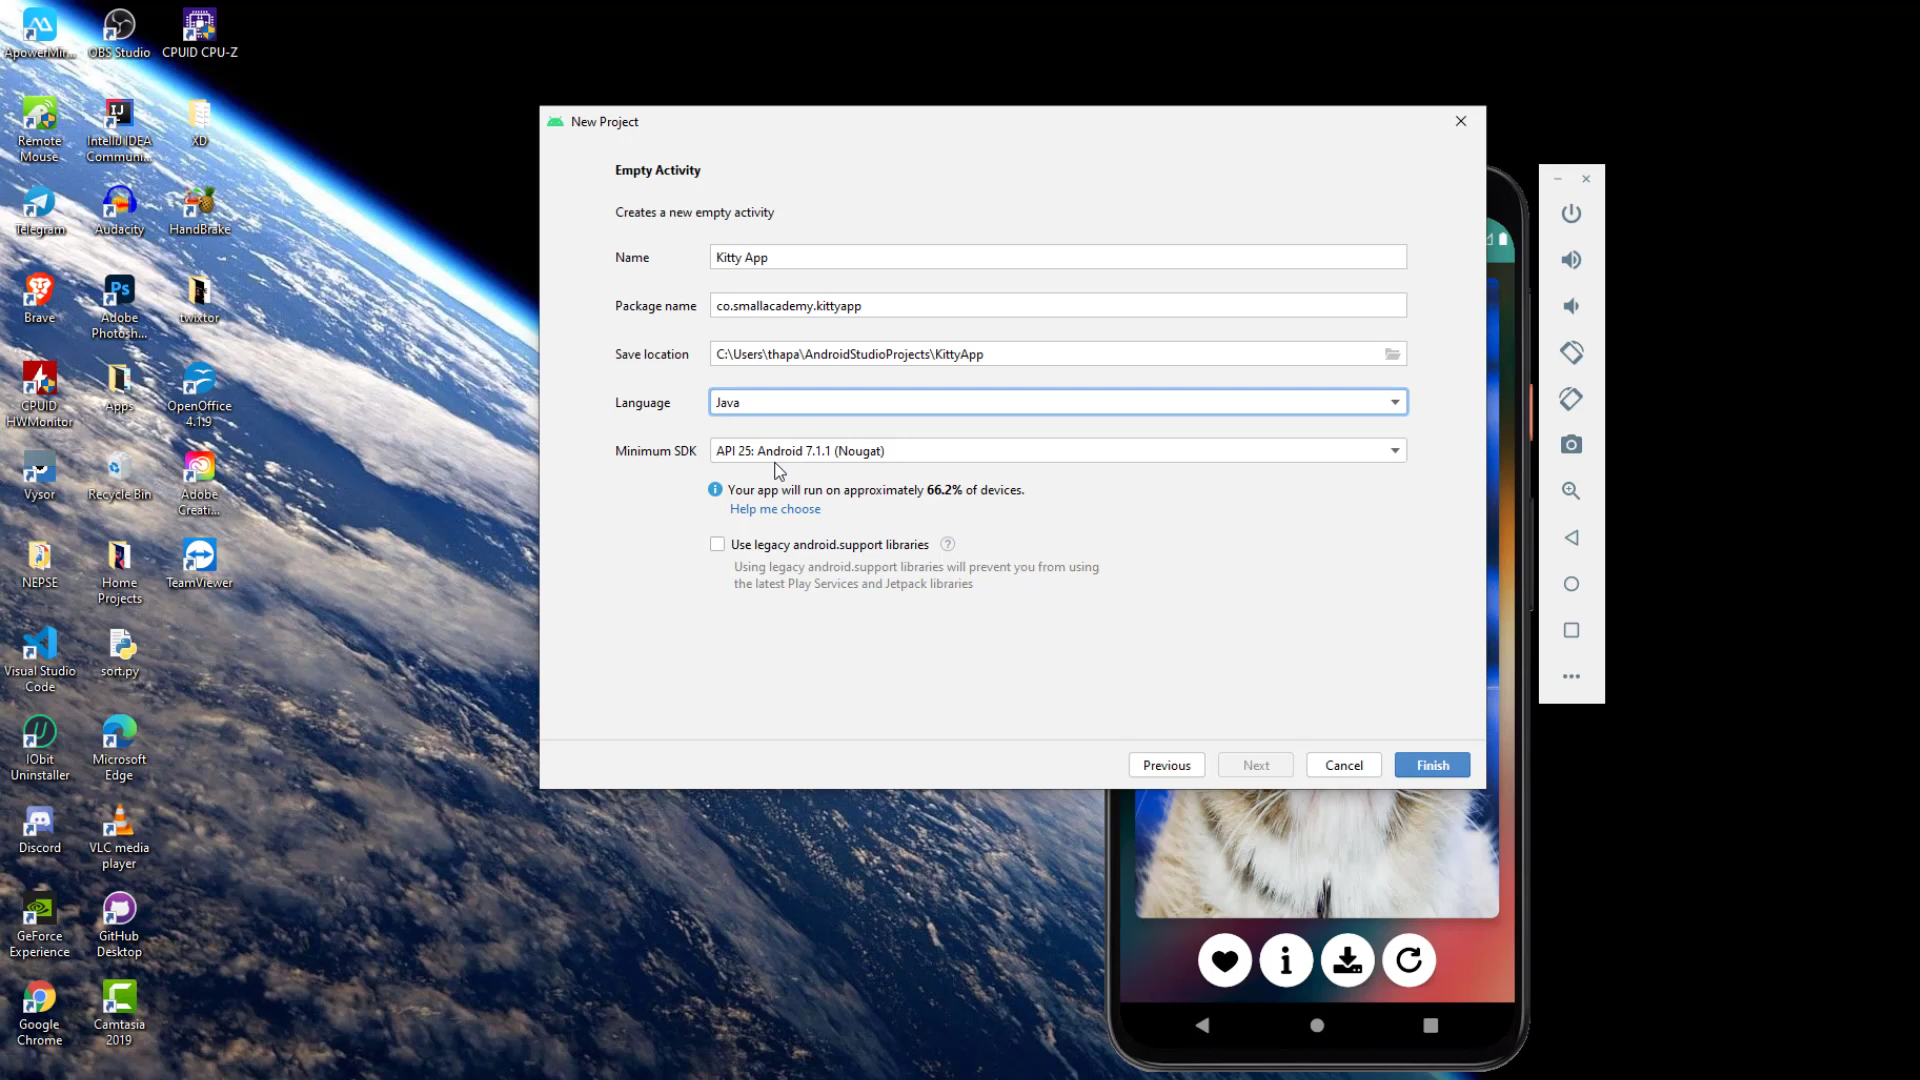 ApowerMir...
OBS Studio
CPUID CPU-Z
Remote
Mouse
IntelliJ IDEA
Communi...
XD
Telegram
Audacity
HandBrake
Brave
Adobe
Photosh...
twixtor
CPUID
HWMonitor
Apps
OpenOffice
4.1.9
Vysor
Recycle Bin
Adobe
Creati...
NEPSE
Home
Projects
TeamViewer
Visual Studio
Code
sort.py
IObit
Uninstaller
Microsoft
Edge
Discord
VLC media
player
GeForce
Experience
GitHub
Desktop
Google
Chrome
Camtasia
2019
New Project
Empty Activity
Creates a new empty activity
Name
Kitty App
Package name
co.smallacademy.kittyapp
Save location
C:\Users\thapa\AndroidStudioProjects\KittyApp
Language
Java
Minimum SDK
API 25: Android 7.1.1 (Nougat)
Your app will run on approximately 66.2% of devices.
Help me choose
Use legacy android.support libraries
Using legacy android.support libraries will prevent you from using
the latest Play Services and Jetpack libraries
Previous
Next
Cancel
Finish